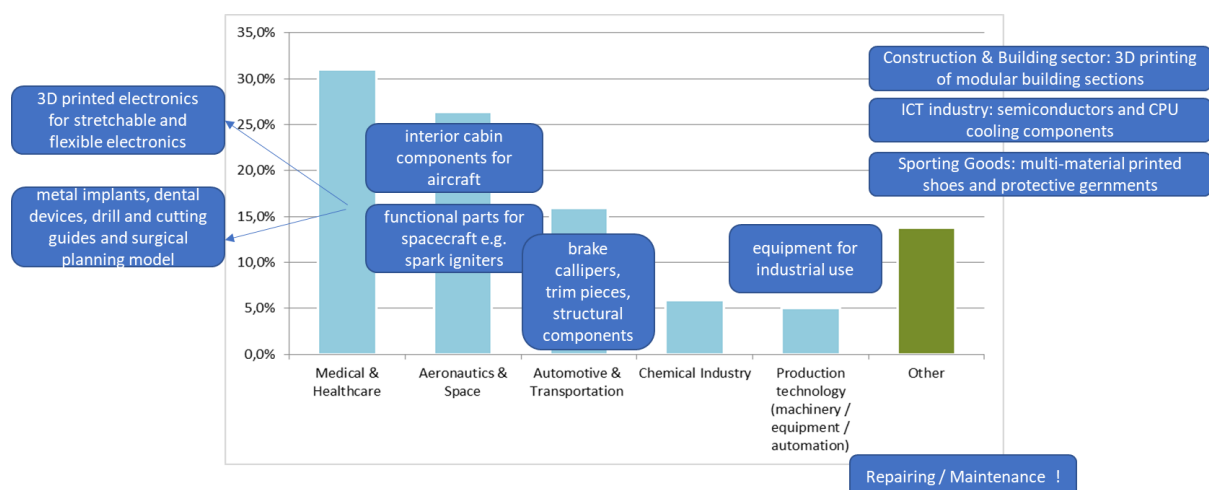 35,0%
30,0%
25,0%
20,0%
15,0%
10,0%
5,0%
0,0%
3D printed electronics
for stretchable and
flexible electronics
metal implants, dental
devices, drill and cutting
guides and surgical
planning model
interior cabin
components for
aircraft
functional parts for
spacecraft e.g.
spark igniters
brake
callipers,
trim pieces,
structural
components
equipment for
industrial use
Construction & Building sector: 3D printing
of modular building sections
ICT industry: semiconductors and CPU
cooling components
Sporting Goods: multi-material printed
shoes and protective gernments
Medical &
Healthcare
Aeronautics &
Space
Automotive &
Transportation
Chemical Industry
Production
technology
(machinery /
equipment /
automation)
Other
Repairing / Maintenance !